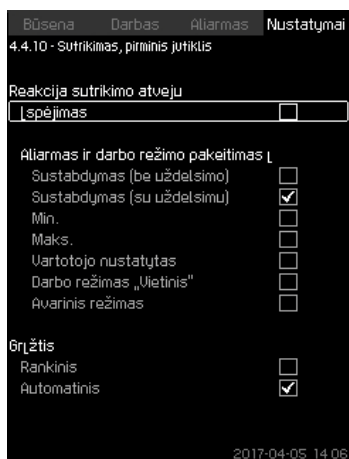 Būsena Darbas Aliarmas Nustatymai
4.4.10 - Sutrikimas, pirminis jutiklis
Reakcija sutrikimo atveju
Įspėjimas
Aliarmas ir darbo režimo pakeitimas į
Sustabdymas (be uždelsimo)
Sustabdymas (su uždelsimu)
Min.
Maks.
Vartotojo nustatytas
Darbo režimas „Vietinis"
Avarinis režimas
Grįžtis
Rankinis
Automatinis
2017-04-05 14:06